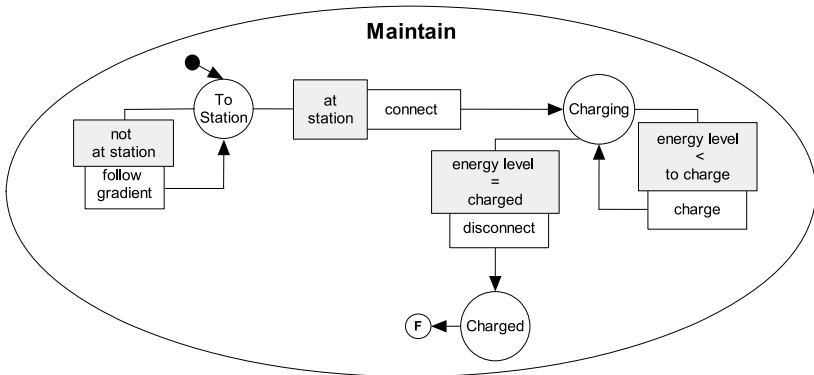 Maintain
To
Station
at
station
connect
Charging
not
at station
follow
gradient
energy level
=
charged
disconnect
energy level
<
to charge
charge
F
Charged